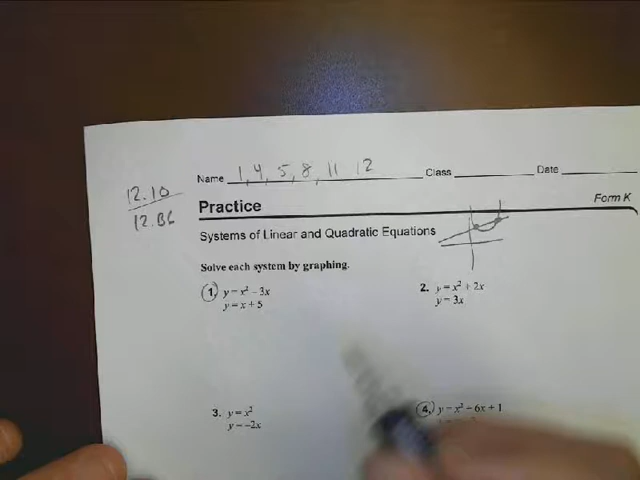 Name 1, 4, 5, 8, 11 12 Class Date
12.10
12.B6
Practice
Form K
Systems of Linear and Quadratic Equations
Solve each system by graphing.
1. y = x² – 3x
y = x + 5
2. y = x² + 2x
y = 3x
3. y = x²
y = –2x
4. y = x² – 6x + 1